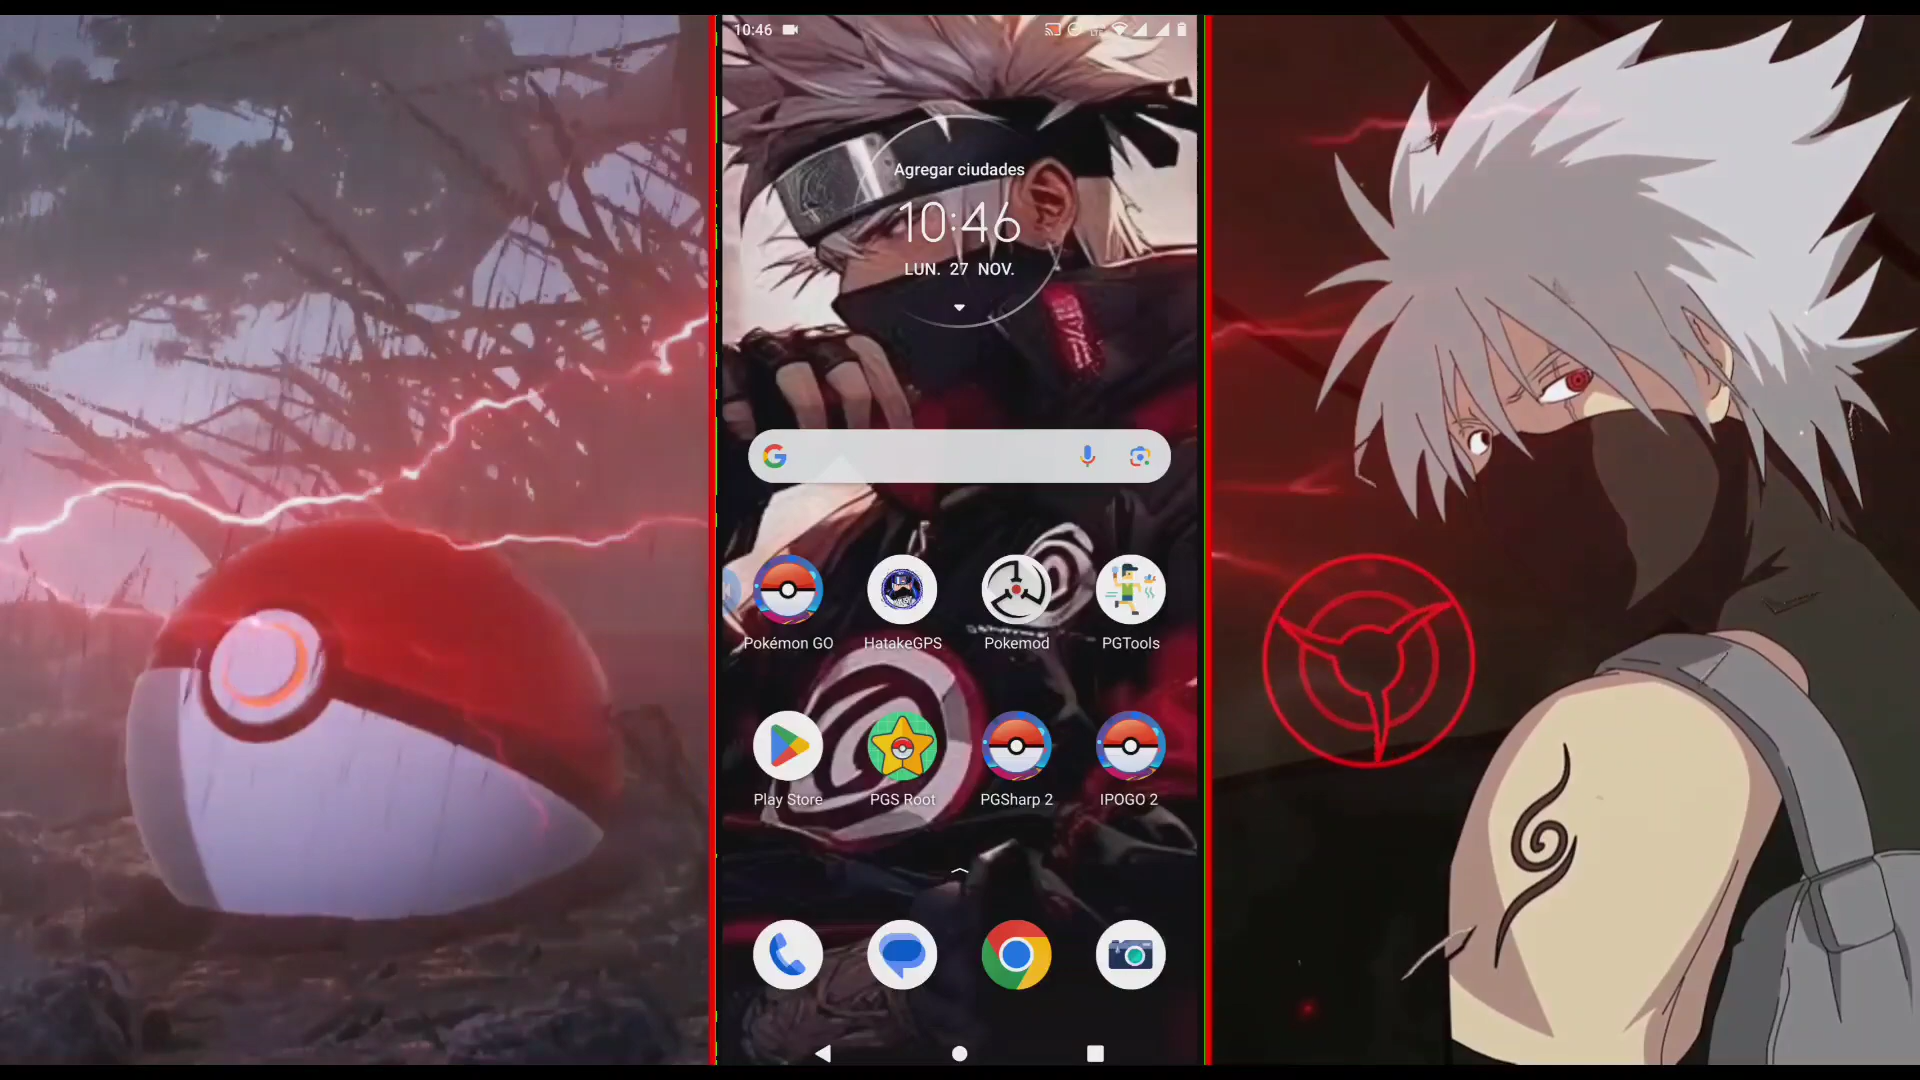 10:46
Agregar ciudades
10:46
LUN. 27 NOV.
Pokémon GO
HatakeGPS
Pokemod
PGTools
Play Store
PGS Root
PGSharp 2
IPOGO 2